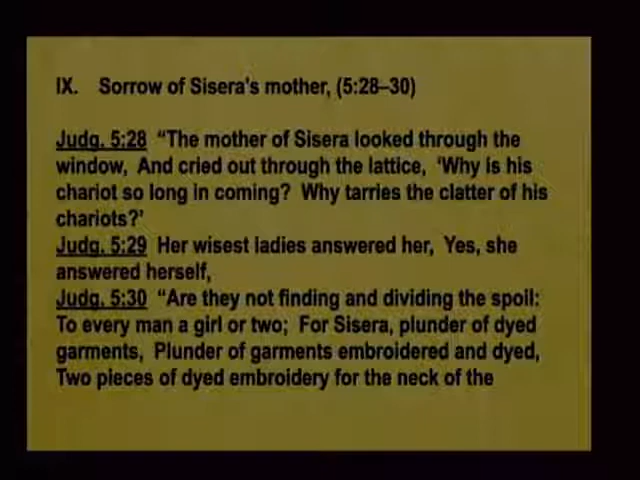 IX. Sorrow of Sisera's mother, (5:28–30)
Judg. 5:28 “The mother of Sisera looked through the
window, And cried out through the lattice, ‘Why is his
chariot so long in coming? Why tarries the clatter of his
chariots?’
Judg. 5:29 Her wisest ladies answered her, Yes, she
answered herself,
Judg. 5:30 “Are they not finding and dividing the spoil:
To every man a girl or two; For Sisera, plunder of dyed
garments, Plunder of garments embroidered and dyed,
Two pieces of dyed embroidery for the neck of the